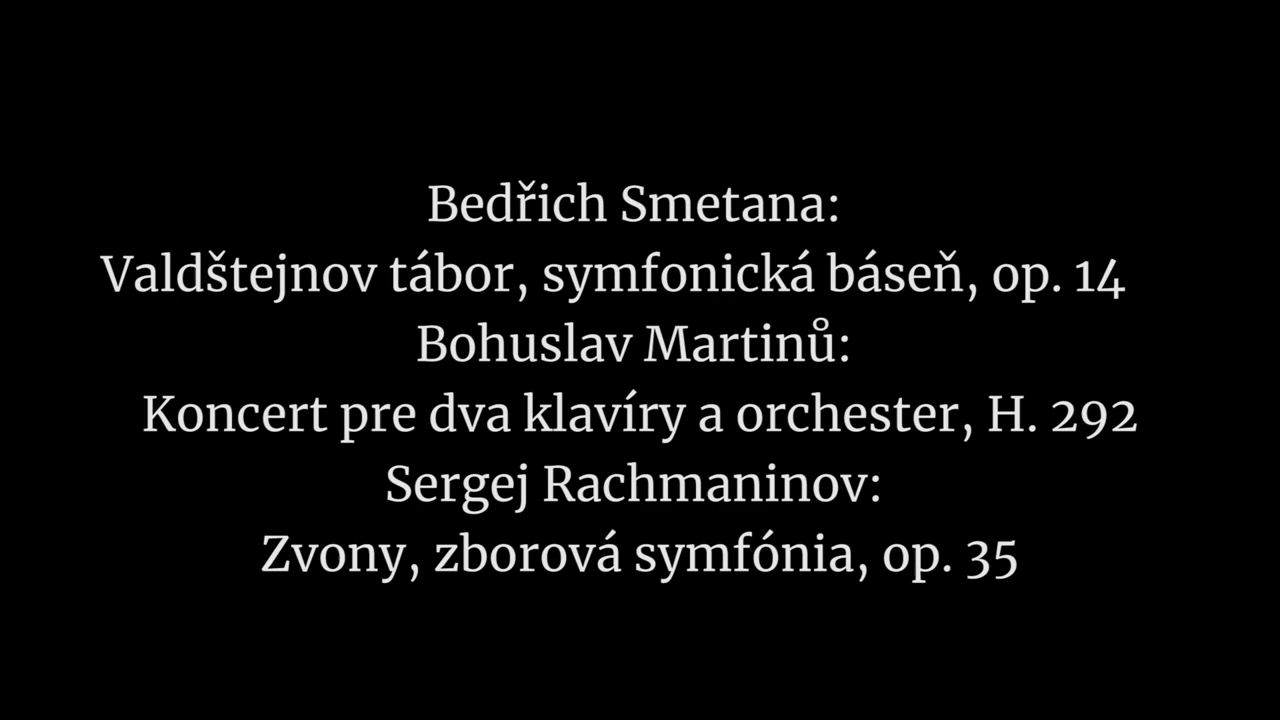 Bedřich Smetana:
Valdštejnov tábor, symfonická báseň, op. 14
Bohuslav Martinů:
Koncert pre dva klavíry a orchester, H. 292
Sergej Rachmaninov:
Zvony, zborová symfónia, op. 35